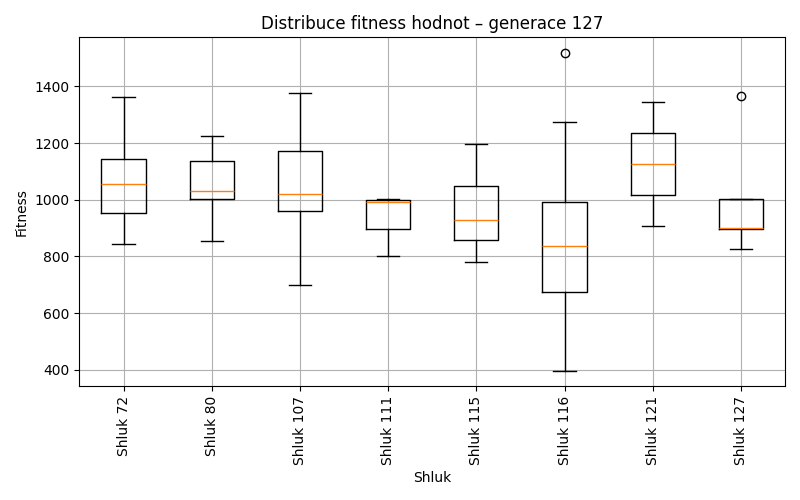 Distribuce fitness hodnot – generace 127
Fitness
1400
1200
1000
800
600
400
Shluk 72
Shluk 80
Shluk 107
Shluk 111
Shluk 115
Shluk 116
Shluk 121
Shluk 127
Shluk